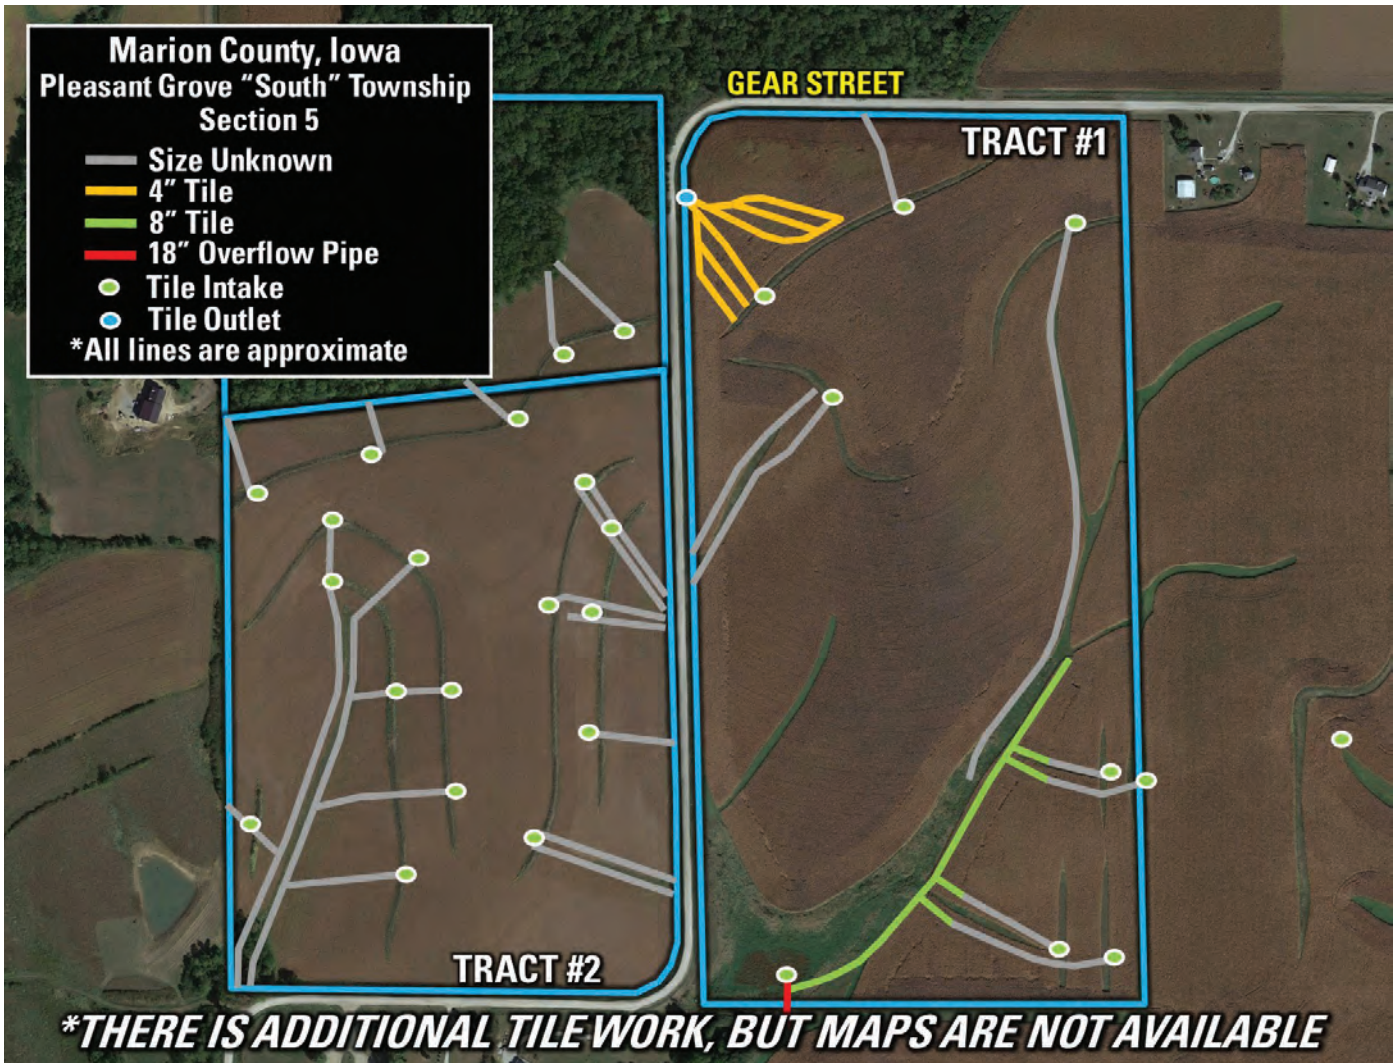 Marion County, Iowa
Pleasant Grove “South” Township
Section 5
Size Unknown
4” Tile
8” Tile
18” Overflow Pipe
Tile Intake
Tile Outlet
*All lines are approximate
GEAR STREET
TRACT #1
TRACT #2
*THERE IS ADDITIONAL TILE WORK, BUT MAPS ARE NOT AVAILABLE